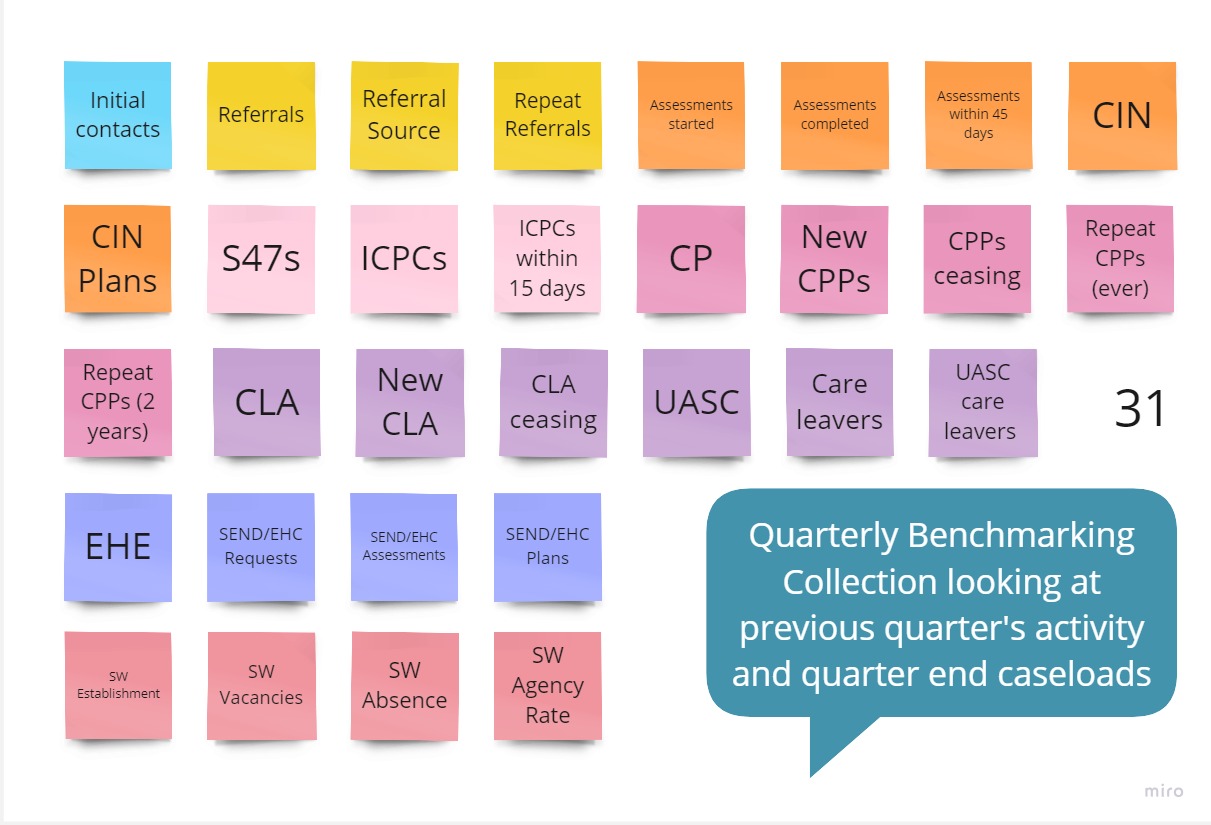 Initial
contacts
Referrals
Referral
Source
Repeat
Referrals
Assessments
started
Assessments
completed
Assessments
within 45
days
CIN
CIN
Plans
S47s
ICPCs
ICPCs
within
15 days
CP
New
CPPs
CPPs
ceasing
Repeat
CPPs
(ever)
Repeat
CPPs (2
years)
CLA
New
CLA
CLA
ceasing
UASC
Care
leavers
UASC
care
leavers
31
EHE
SEND/EHC
Requests
SEND/EHC
Assessments
SEND/EHC
Plans
Quarterly Benchmarking
Collection looking at
previous quarter's activity
and quarter end caseloads
SW
Establishment
SW
Vacancies
SW
Absence
SW
Agency
Rate
miro